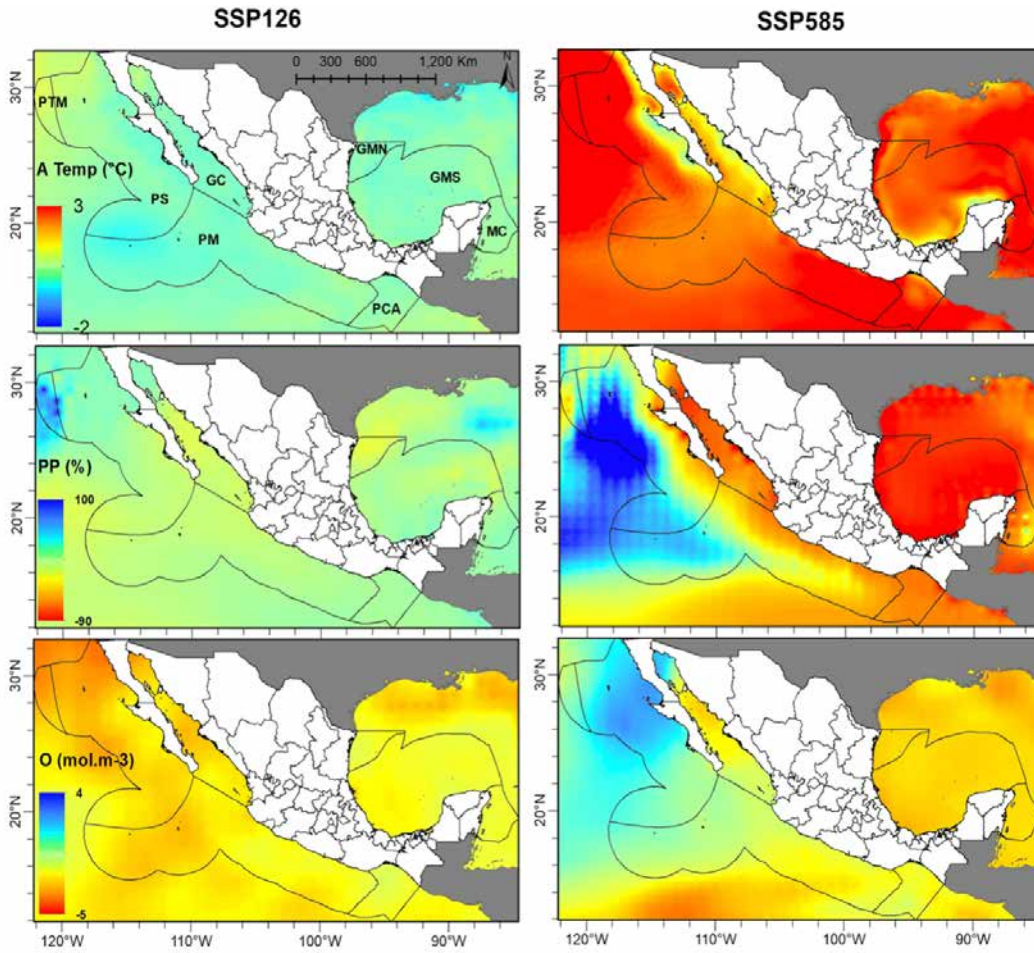 SSP126
SSP585
0 300 600 1,200 Km
N
30°N
PTM
GMN
A Temp (°C)
GC
GMS
PS
3
20°N
PM
MC
-2
PCA
30°N
20°N
30°N
PP (%)
100
20°N
-90
30°N
20°N
30°N
O (mol.m-3)
4
20°N
-5
30°N
20°N
120°W 110°W 100°W 90°W
120°W 110°W 100°W 90°W